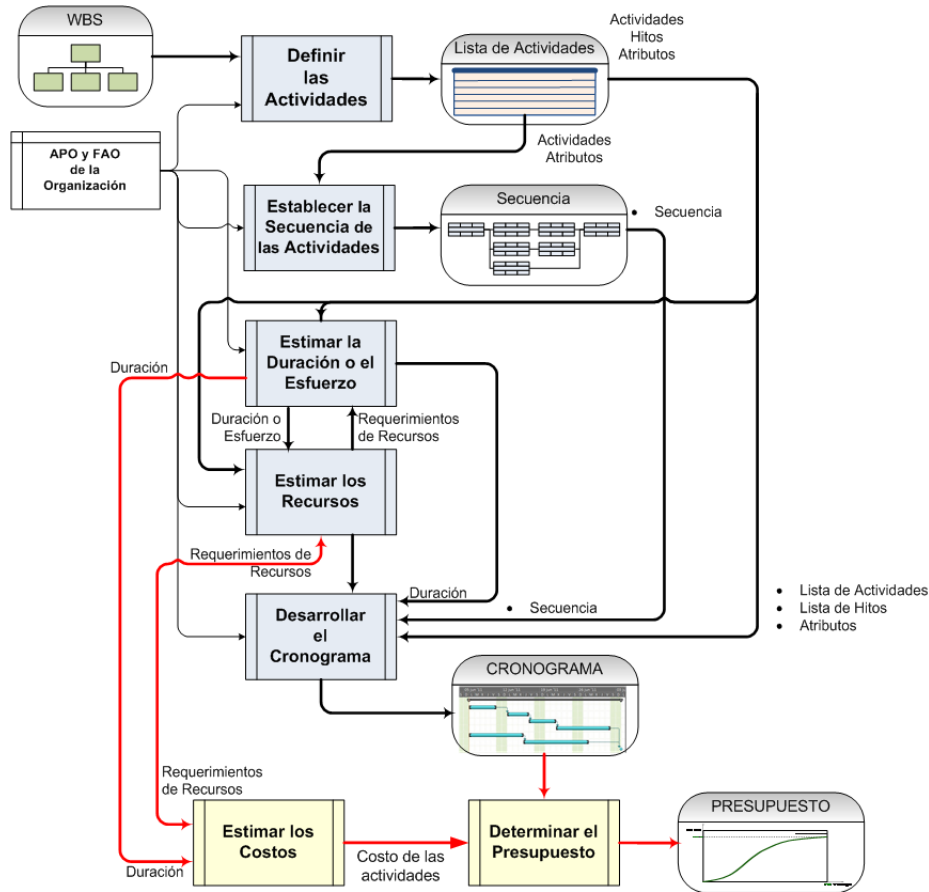 WBS
Definir
las
Actividades
Lista de Actividades
Actividades
Hitos
Atributos
APO y FAO
de la
Organización
Actividades
Atributos
Establecer la
Secuencia de
las Actividades
Secuencia
• Secuencia
Estimar la
Duración o el
Esfuerzo
Duración
Duración o
Esfuerzo
Requerimientos
de Recursos
Estimar los
Recursos
Requerimientos de
Recursos
Duración
• Secuencia
• Lista de Actividades
• Lista de Hitos
• Atributos
Desarrollar
el
Cronograma
CRONOGRAMA
Requerimientos
de Recursos
Estimar los
Costos
Duración
Costo de las
actividades
Determinar el
Presupuesto
PRESUPUESTO